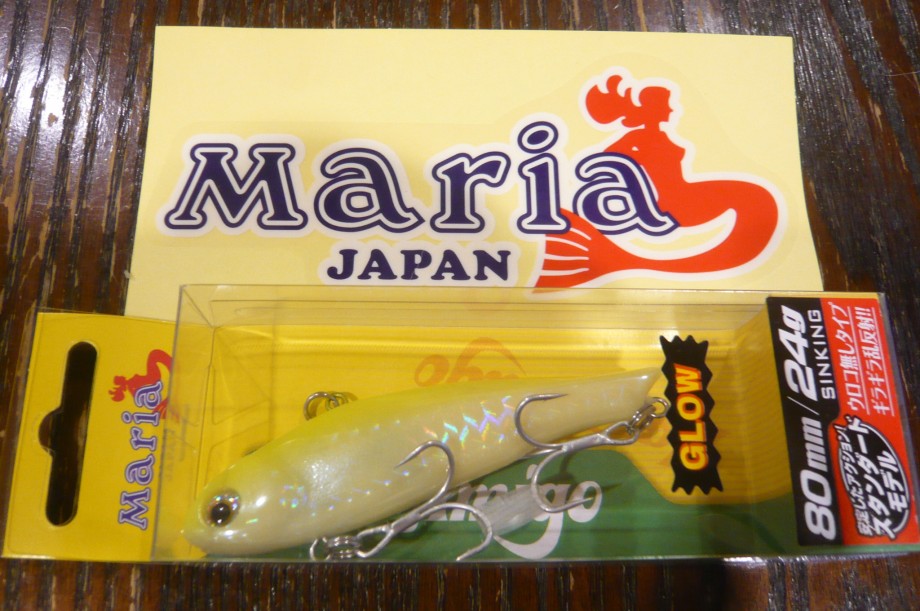 Maria
JAPAN
Maria
GLOW
80mm/24g
SINKING
ウロコ無しタイプ
ギラギラ乱反射!!
安定したアクション!
スタンダード
モデル